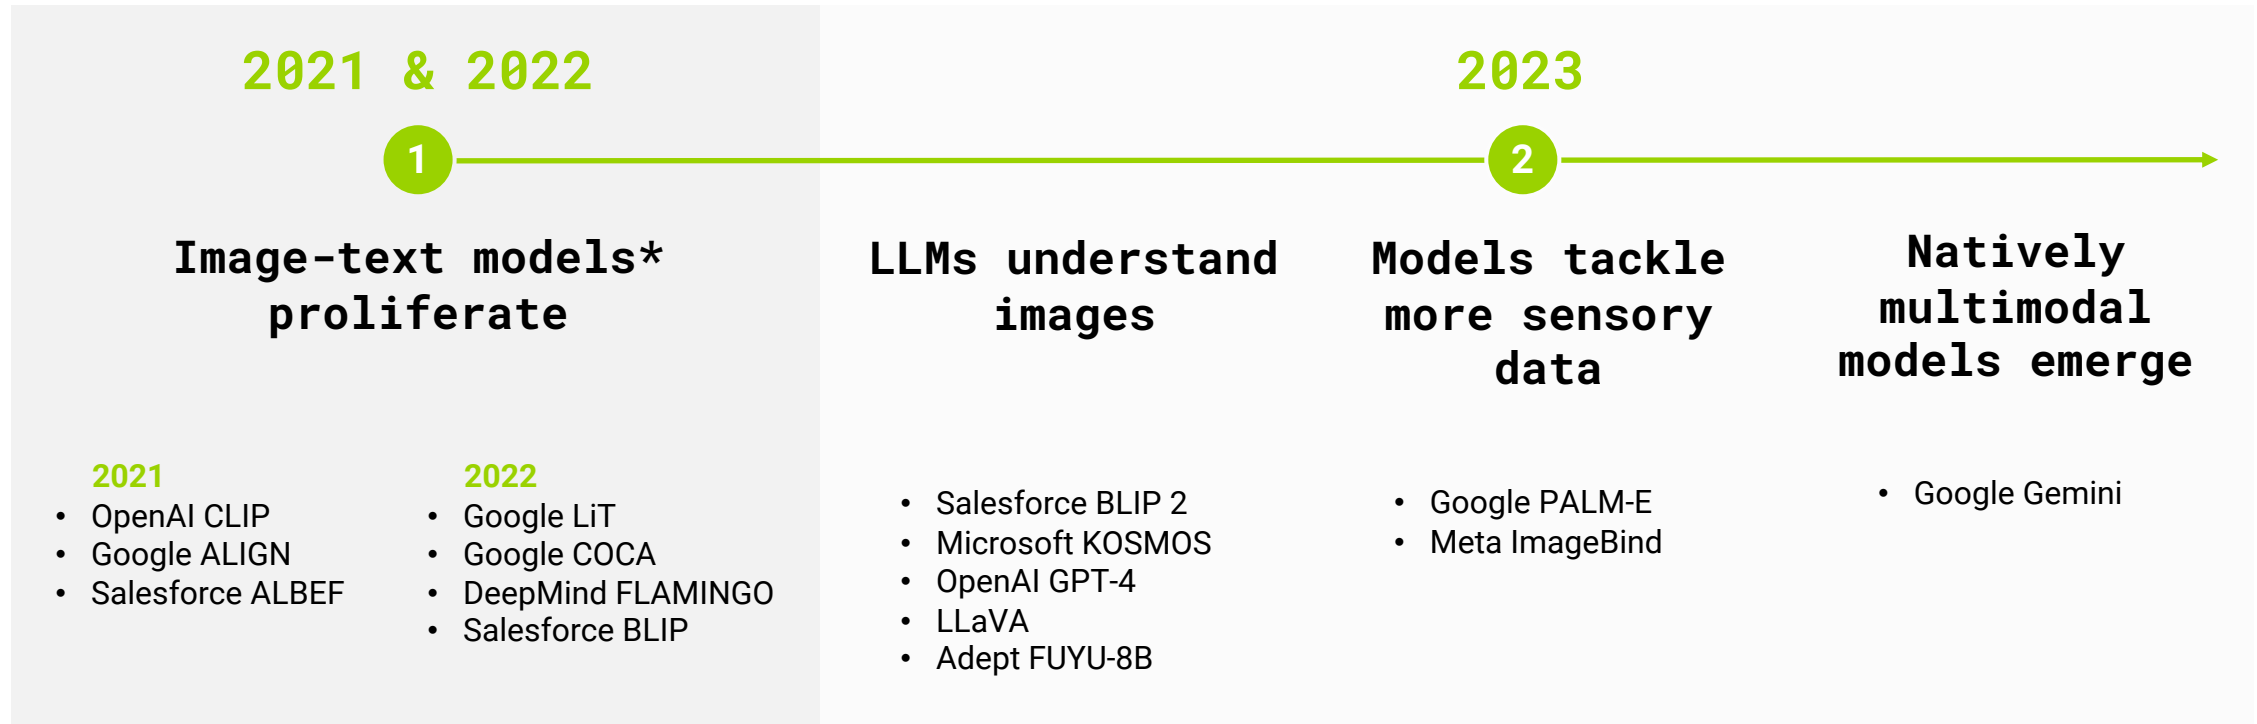 2021 & 2022
2023
1
2
Image-text models*
proliferate
LLMs understand
images
Models tackle
more sensory
data
Natively
multimodal
models emerge
2021
• OpenAI CLIP
• Google ALIGN
• Salesforce ALBEF
2022
• Google LiT
• Google COCA
• DeepMind FLAMINGO
• Salesforce BLIP
• Salesforce BLIP 2
• Microsoft KOSMOS
• OpenAI GPT-4
• LLaVA
• Adept FUYU-8B
• Google PALM-E
• Meta ImageBind
• Google Gemini